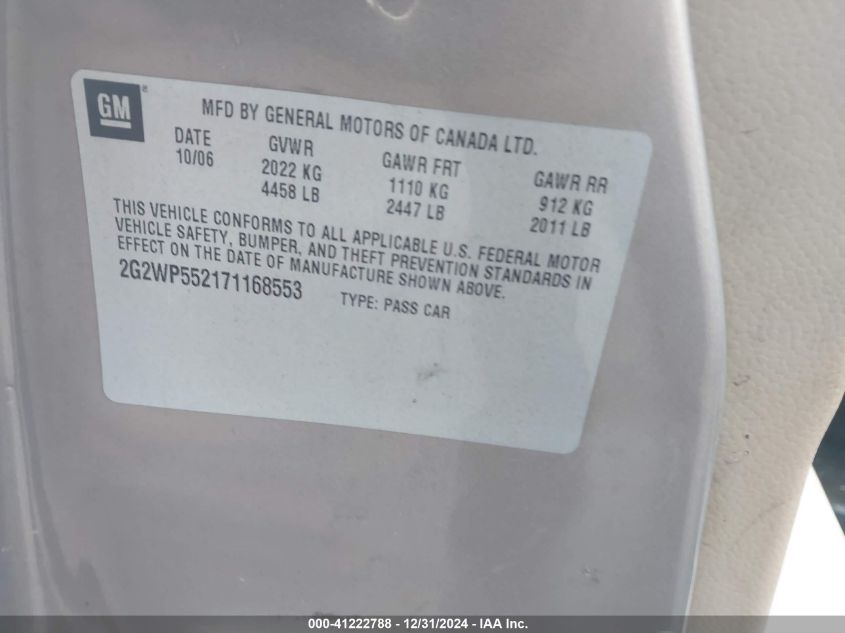 GM®
MFD BY GENERAL MOTORS OF CANADA LTD.
DATE GVWR GAWR FRT GAWR RR
10/06 2022 KG 1110 KG 912 KG
4458 LB 2447 LB 2011 LB
THIS VEHICLE CONFORMS TO ALL APPLICABLE U.S. FEDERAL MOTOR
VEHICLE SAFETY, BUMPER, AND THEFT PREVENTION STANDARDS IN
EFFECT ON THE DATE OF MANUFACTURE SHOWN ABOVE.
2G2WP552171168553 TYPE: PASS CAR
000-41222788 - 12/31/2024 - IAA Inc.